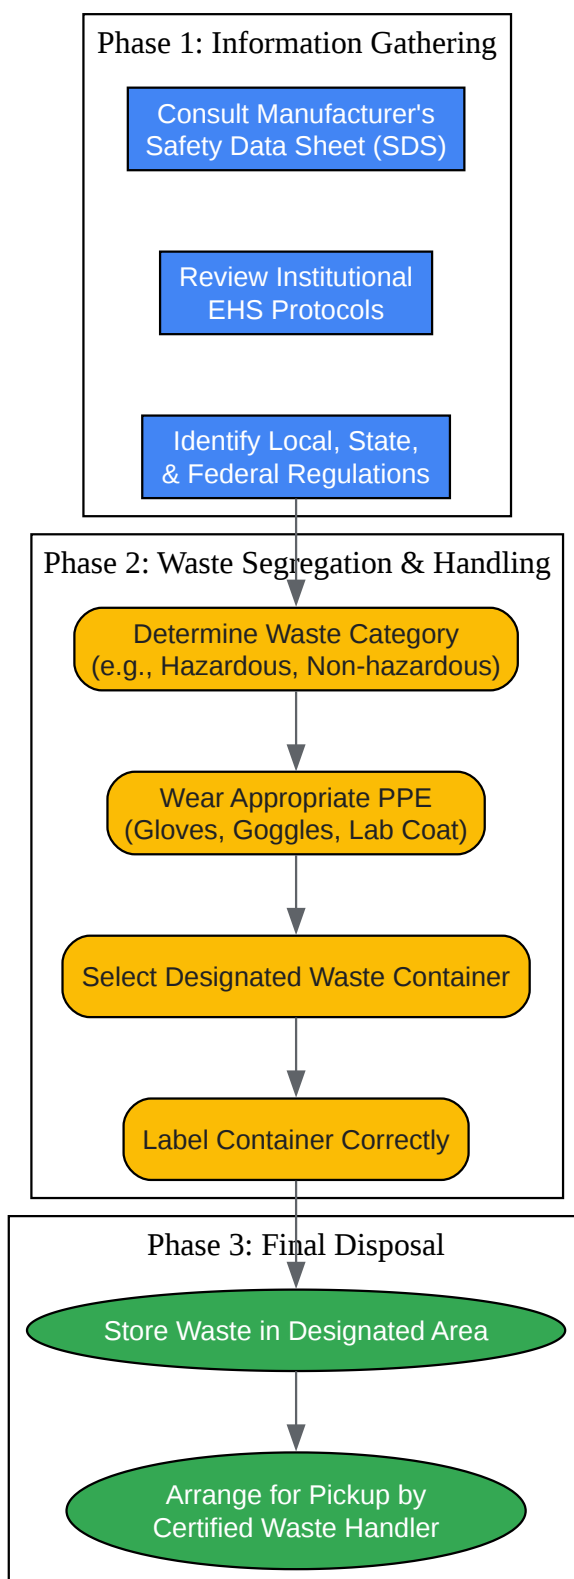 Phase 1: Information Gathering
Consult Manufacturer's
Safety Data Sheet (SDS)
Review Institutional
EHS Protocols
Identify Local, State,
& Federal Regulations
Phase 2: Waste Segregation & Handling
Determine Waste Category
(e.g., Hazardous, Non-hazardous)
Wear Appropriate PPE
(Gloves, Goggles, Lab Coat)
Select Designated Waste Container
Label Container Correctly
Phase 3: Final Disposal
Store Waste in Designated Area
Arrange for Pickup by
Certified Waste Handler